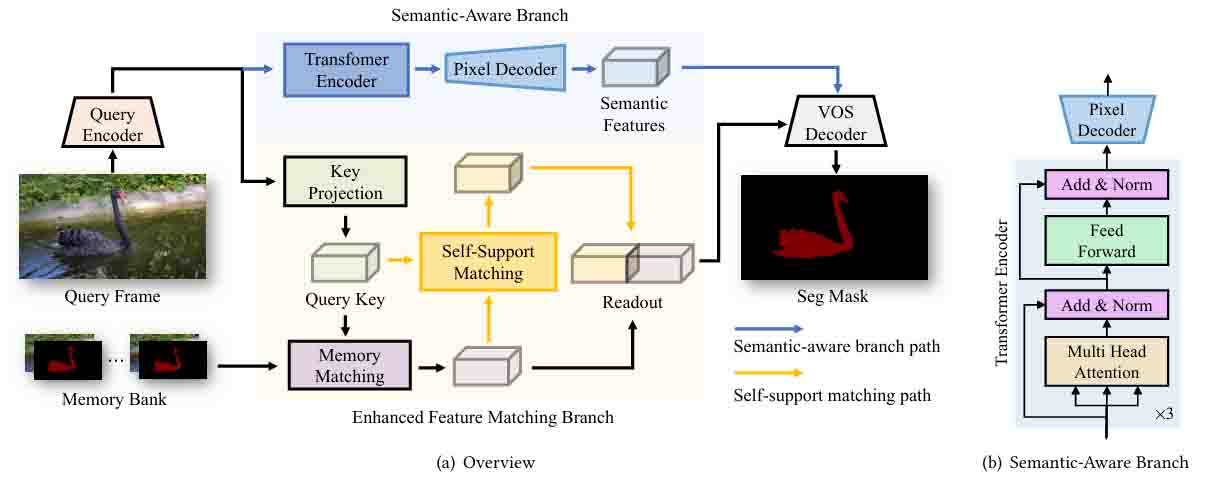 Semantic-Aware Branch
Transfomer
Encoder
Pixel Decoder
Semantic
Features
Query
Encoder
VOS
Decoder
Key
Projection
Query Frame
Self-Support
Matching
Query Key
Readout
Seg Mask
Memory
Matching
Memory Bank
...
Semantic-aware branch path
Self-support matching path
Enhanced Feature Matching Branch
(a) Overview
Pixel
Decoder
Add & Norm
Feed
Forward
Add & Norm
Multi Head
Attention
×3
Transformer Encoder
(b) Semantic-Aware Branch